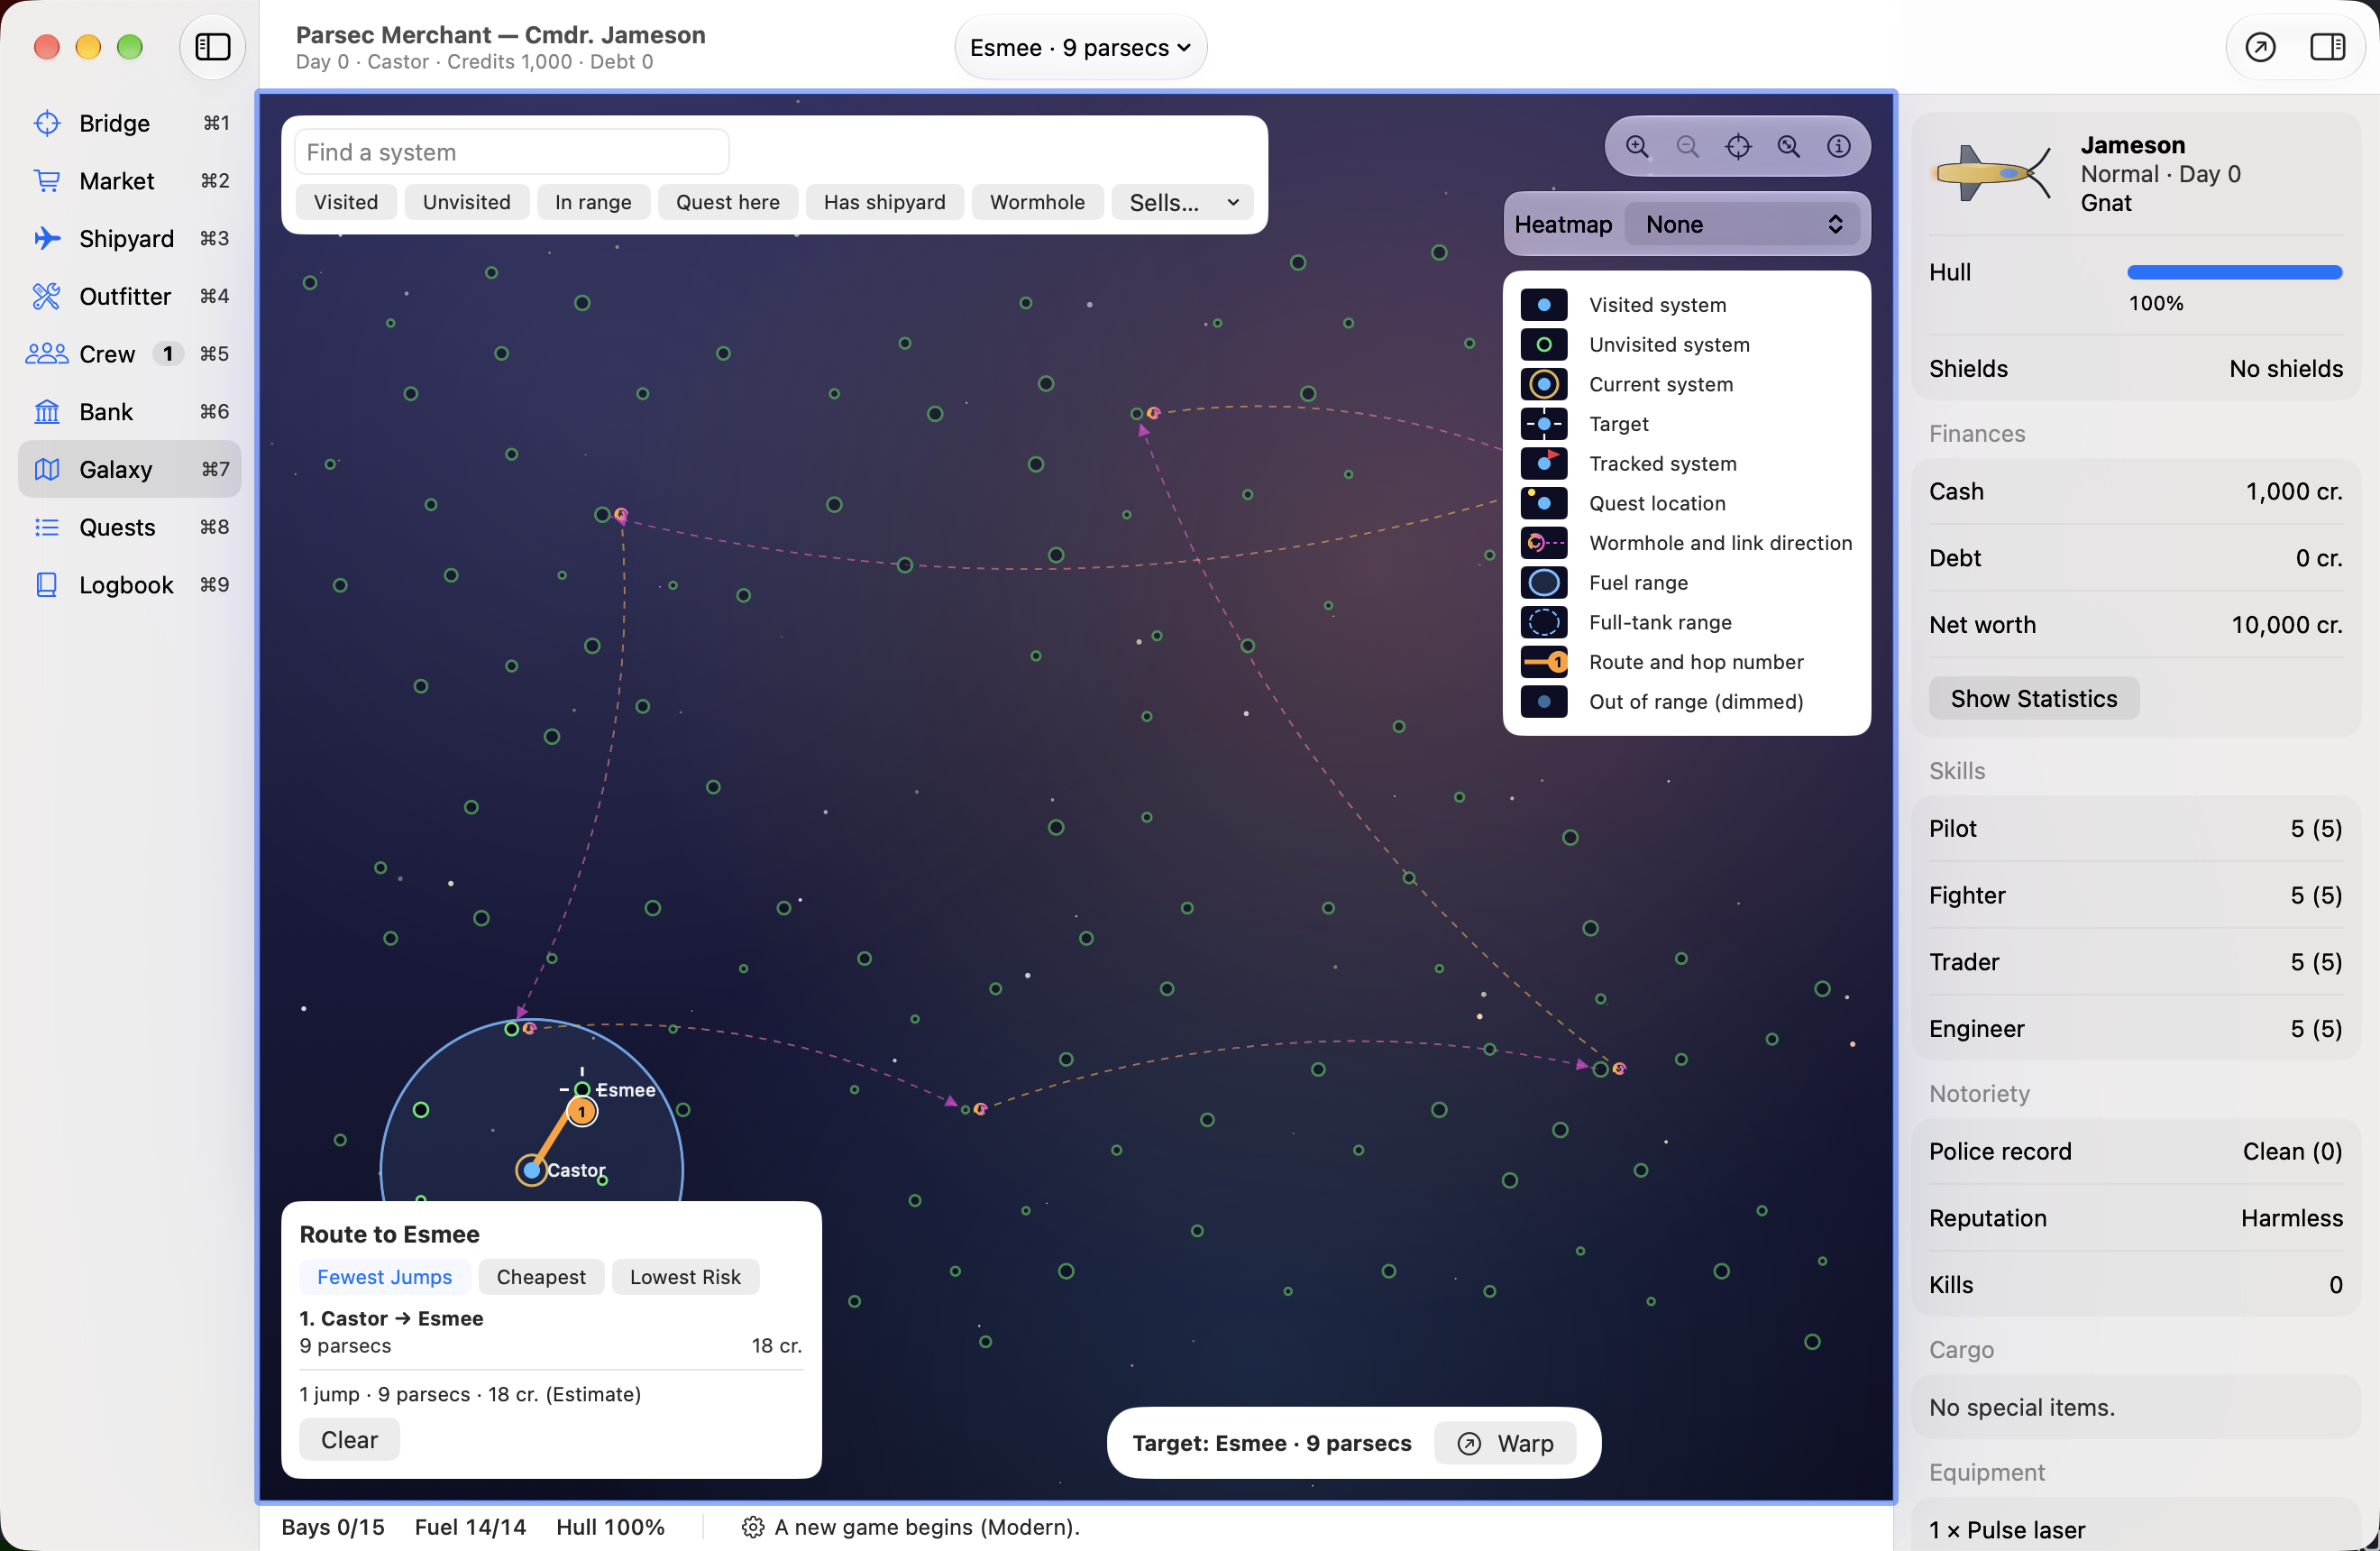 Parsec Merchant — Cmdr. Jameson
Day 0 · Castor · Credits 1,000 · Debt 0
Esmee · 9 parsecs
Bridge ⌘1
Market ⌘2
Shipyard ⌘3
Outfitter ⌘4
Crew 1 ⌘5
Bank ⌘6
Galaxy ⌘7
Quests ⌘8
Logbook ⌘9
Find a system
Visited Unvisited In range Quest here Has shipyard Wormhole Sells...
Heatmap None
Visited system
Unvisited system
Current system
Target
Tracked system
Quest location
Wormhole and link direction
Fuel range
Full-tank range
1 Route and hop number
Out of range (dimmed)
Esmee
1
Castor
Route to Esmee
Fewest Jumps Cheapest Lowest Risk
1. Castor → Esmee
9 parsecs 18 cr.
1 jump · 9 parsecs · 18 cr. (Estimate)
Clear
Target: Esmee · 9 parsecs Warp
Bays 0/15 Fuel 14/14 Hull 100% A new game begins (Modern).
Jameson
Normal · Day 0
Gnat
Hull
100%
Shields No shields
Finances
Cash 1,000 cr.
Debt 0 cr.
Net worth 10,000 cr.
Show Statistics
Skills
Pilot 5 (5)
Fighter 5 (5)
Trader 5 (5)
Engineer 5 (5)
Notoriety
Police record Clean (0)
Reputation Harmless
Kills 0
Cargo
No special items.
Equipment
1 × Pulse laser